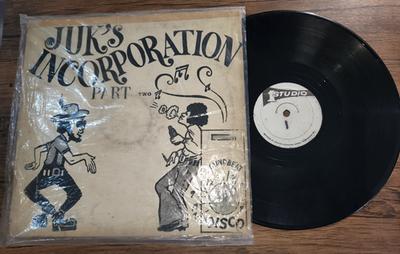 JUK'S
INCORPORATION
PART TWO
DISCO
STUDIO